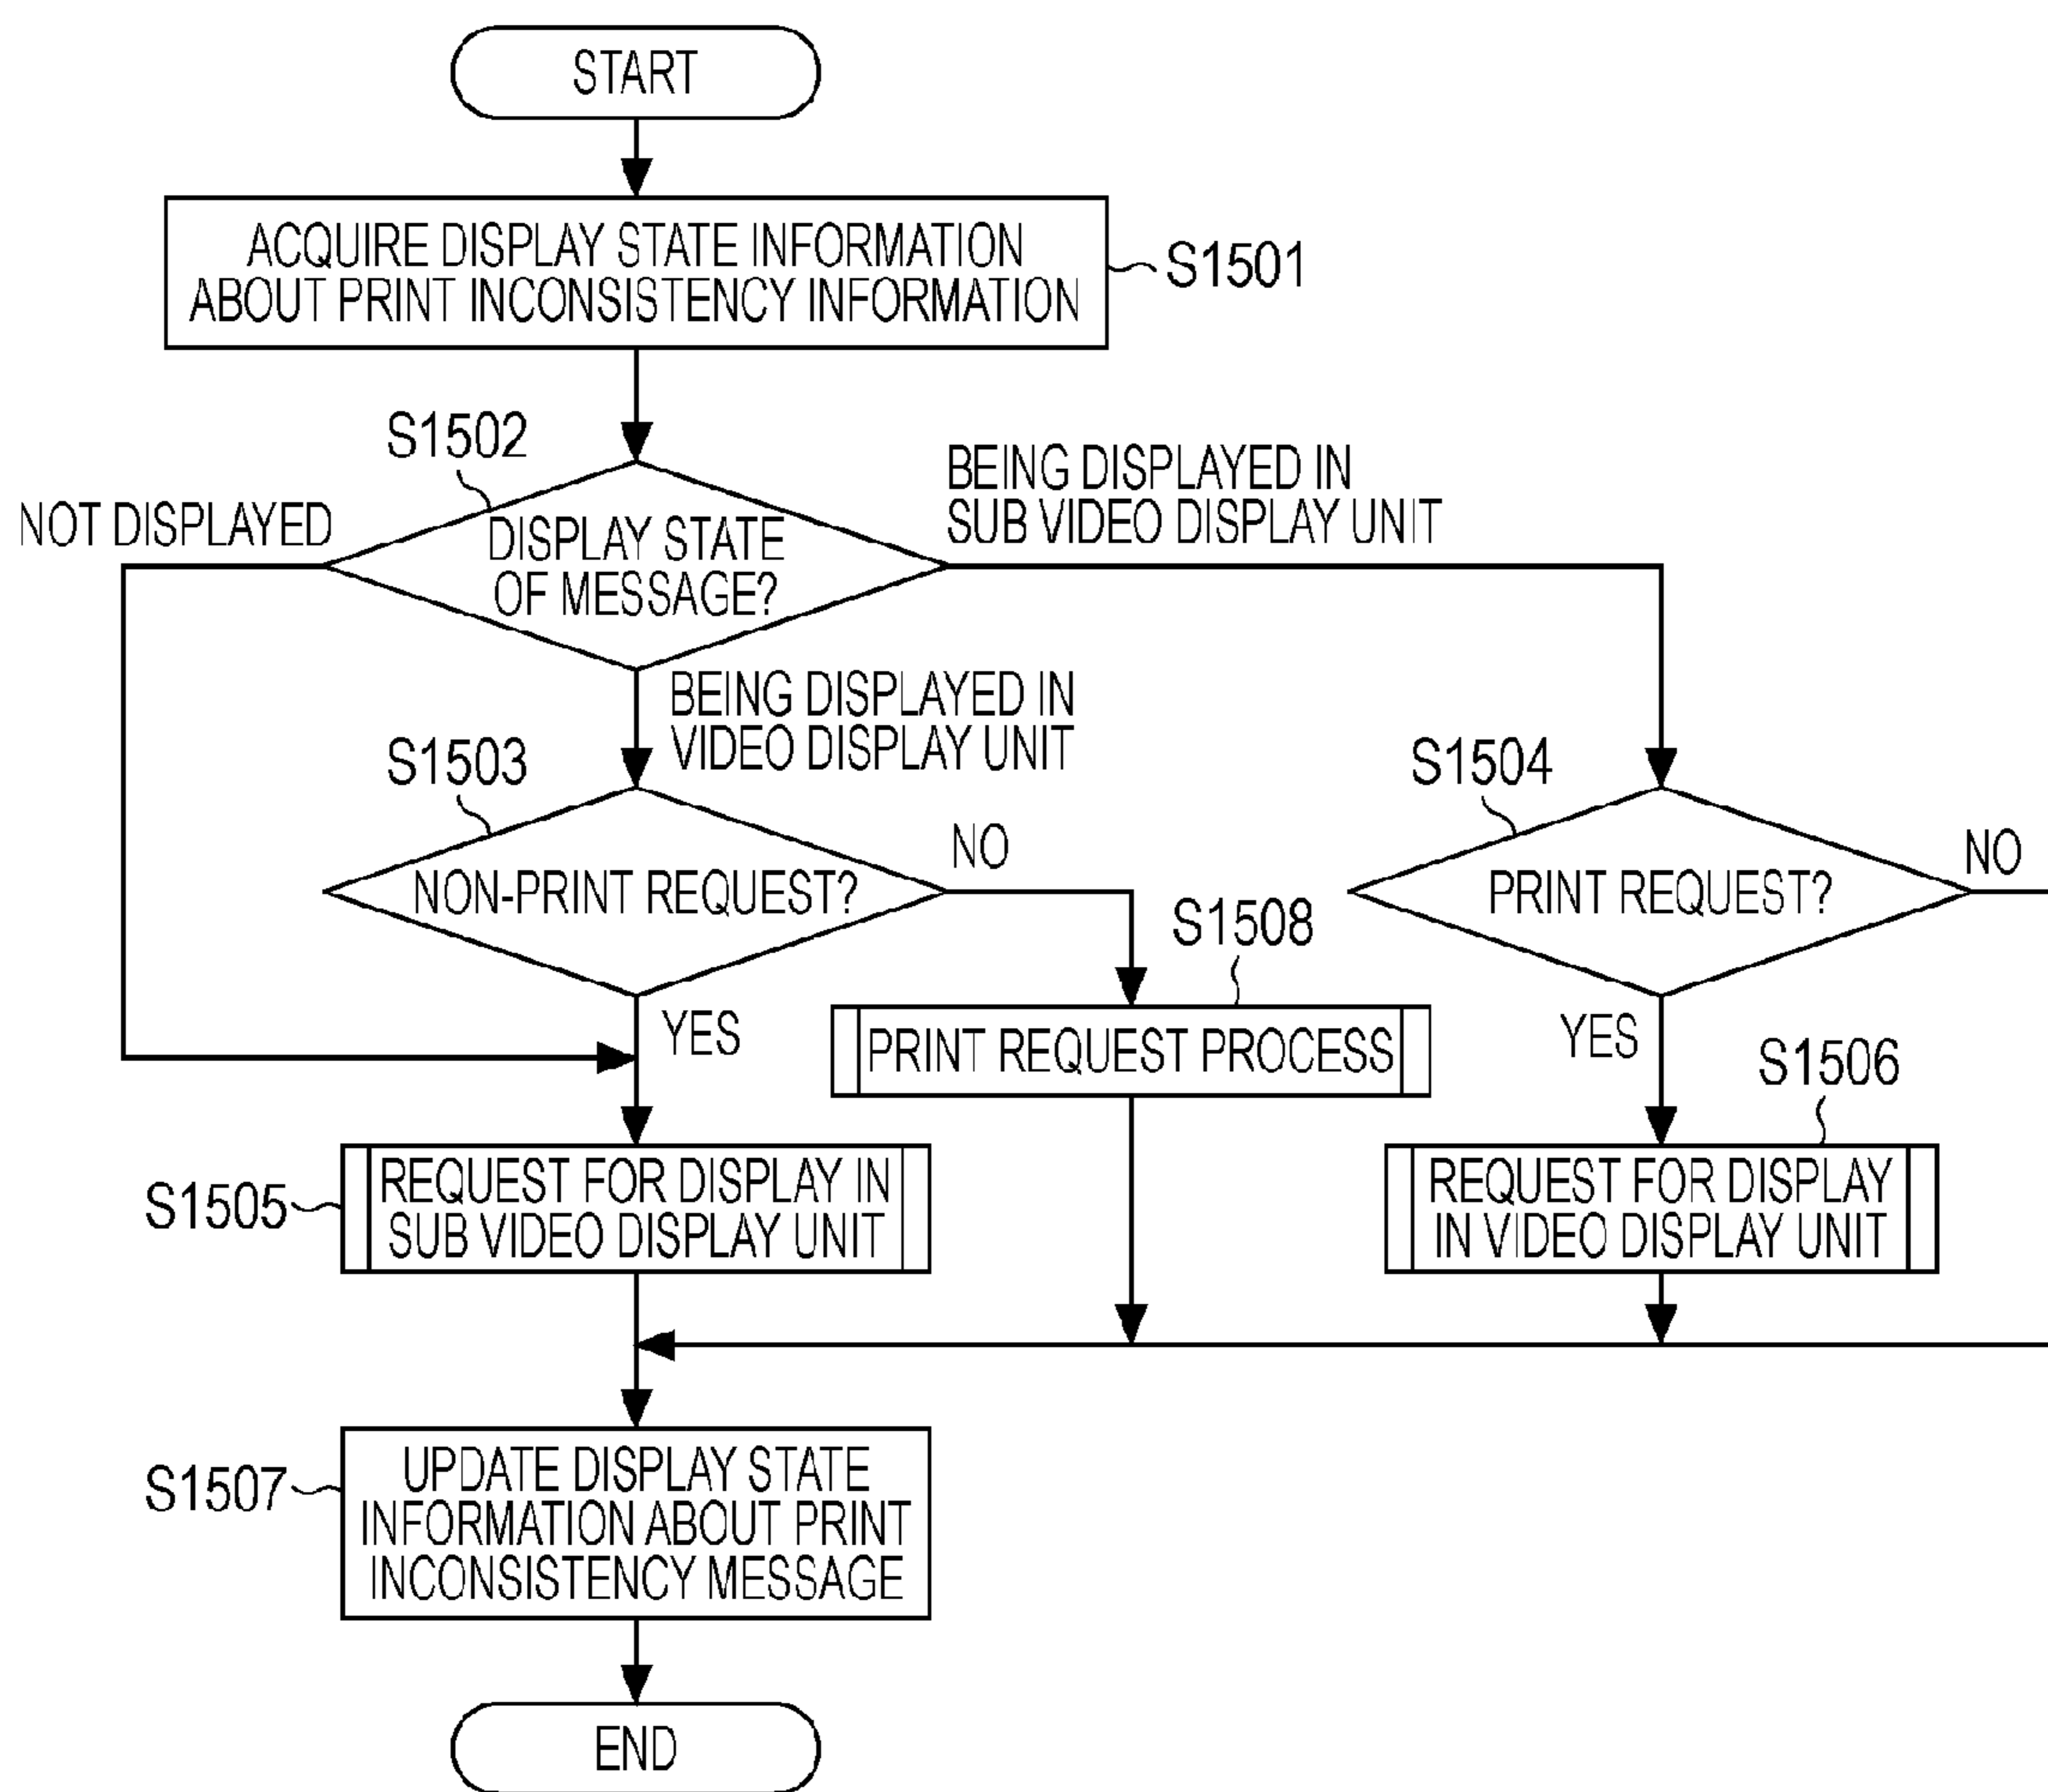 START
ACQUIRE DISPLAY STATE INFORMATION
ABOUT PRINT INCONSISTENCY INFORMATION
S1501
S1502
DISPLAY STATE
OF MESSAGE?
NOT DISPLAYED
BEING DISPLAYED IN
SUB VIDEO DISPLAY UNIT
BEING DISPLAYED IN
VIDEO DISPLAY UNIT
S1503
NON-PRINT REQUEST?
NO
YES
S1504
PRINT REQUEST?
NO
YES
S1508
PRINT REQUEST PROCESS
S1505
REQUEST FOR DISPLAY IN
SUB VIDEO DISPLAY UNIT
S1506
REQUEST FOR DISPLAY
IN VIDEO DISPLAY UNIT
S1507
UPDATE DISPLAY STATE
INFORMATION ABOUT PRINT
INCONSISTENCY MESSAGE
END